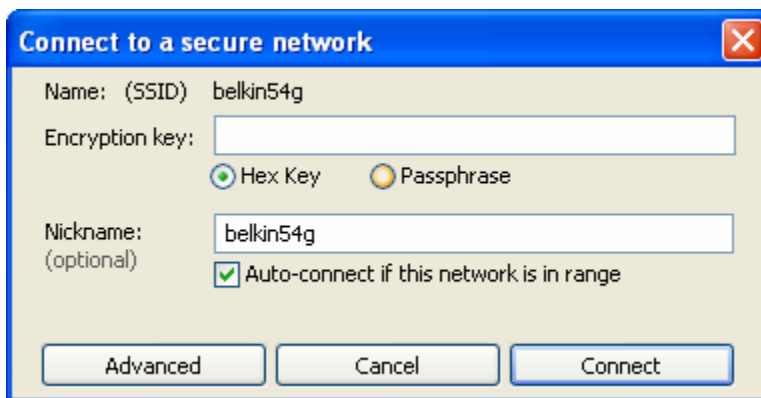 Connect to a secure network
Name: (SSID) belkin54g
Encryption key:
Hex Key Passphrase
Nickname: belkin54g
(optional)
Auto-connect if this network is in range
Advanced Cancel Connect